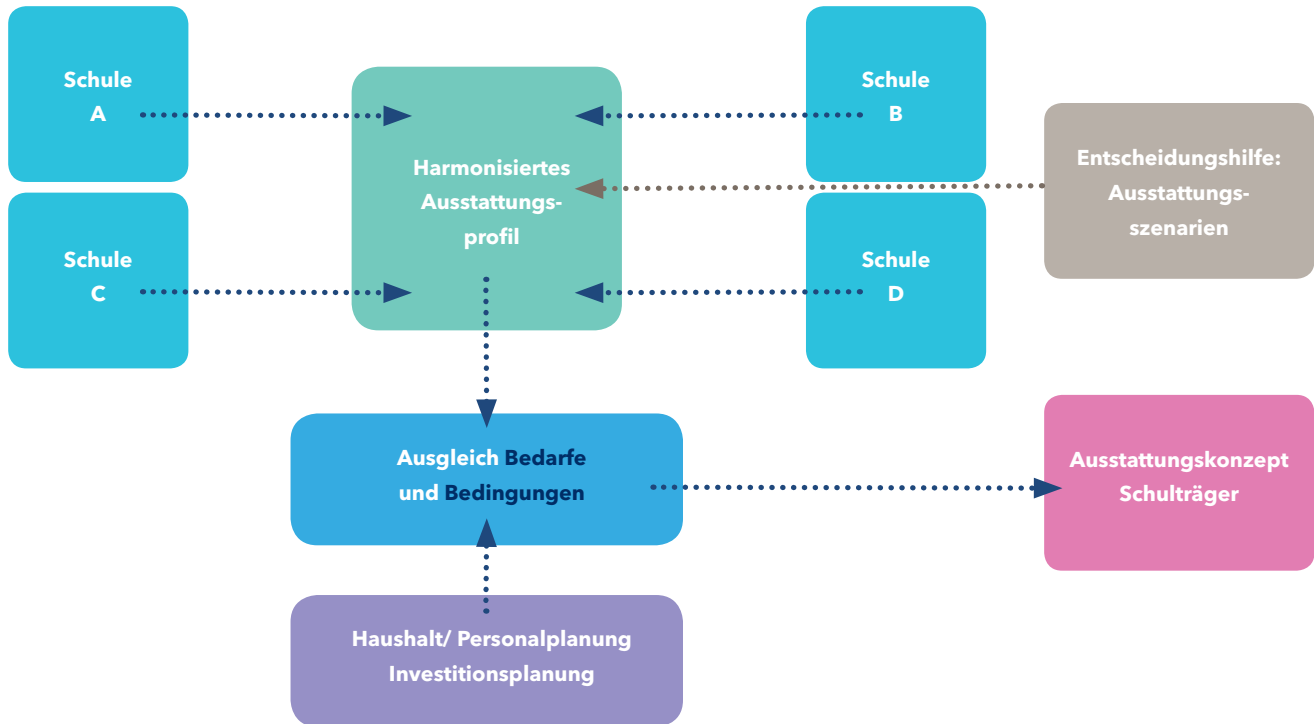 Schule
A
Schule
B
Harmonisiertes
Ausstattungs-
profil
Entscheidungshilfe:
Ausstattungs-
szenarien
Schule
C
Schule
D
Ausgleich Bedarfe
und Bedingungen
Ausstattungskonzept
Schulträger
Haushalt/ Personalplanung
Investitionsplanung